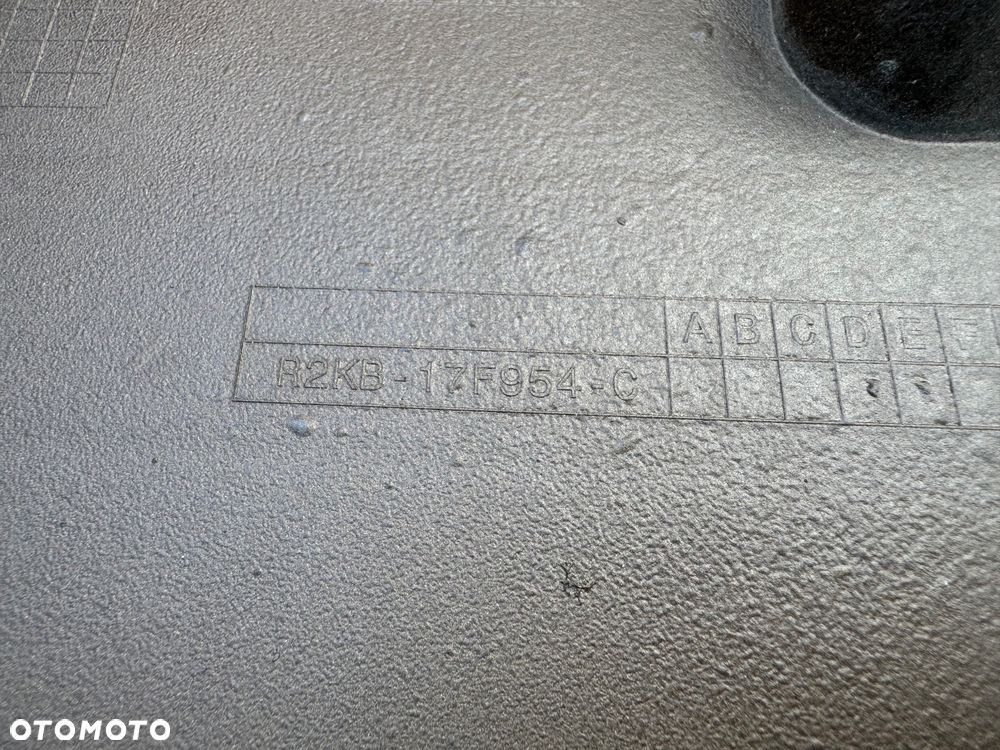 A B C D E F
R2KB-17F954-C
OTOMOTO